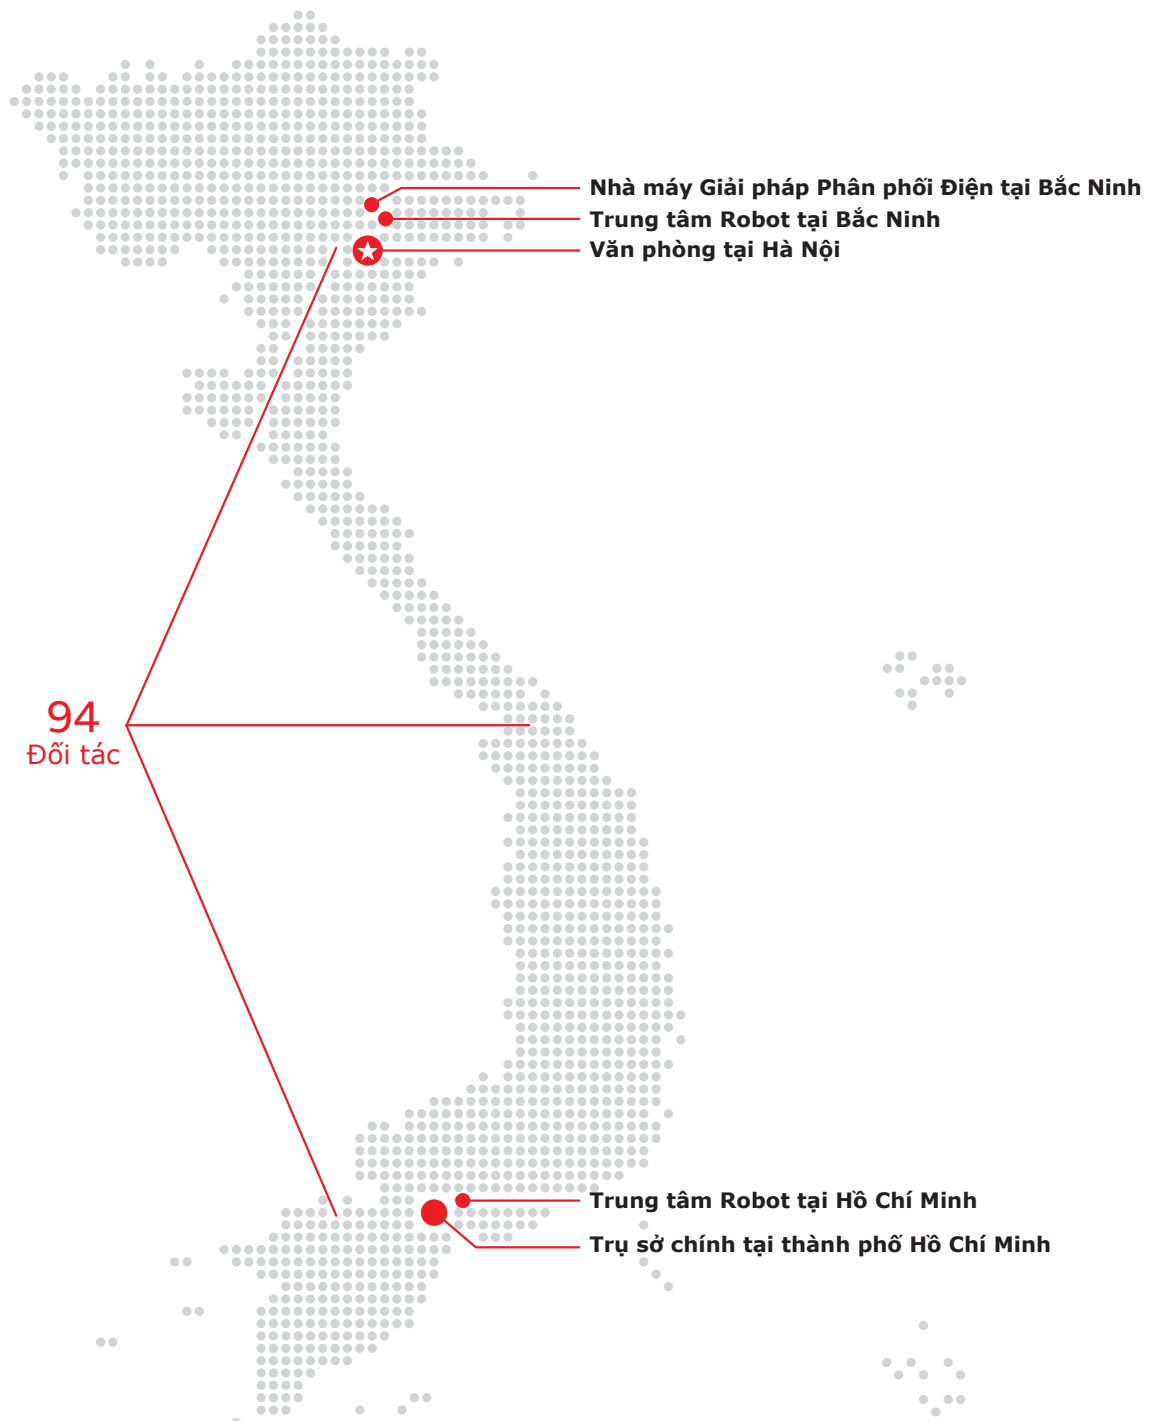 Nhà máy Giải pháp Phân phối Điện tại Bắc Ninh
Trung tâm Robot tại Bắc Ninh
Văn phòng tại Hà Nội
94
Đối tác
Trung tâm Robot tại Hồ Chí Minh
Trụ sở chính tại thành phố Hồ Chí Minh